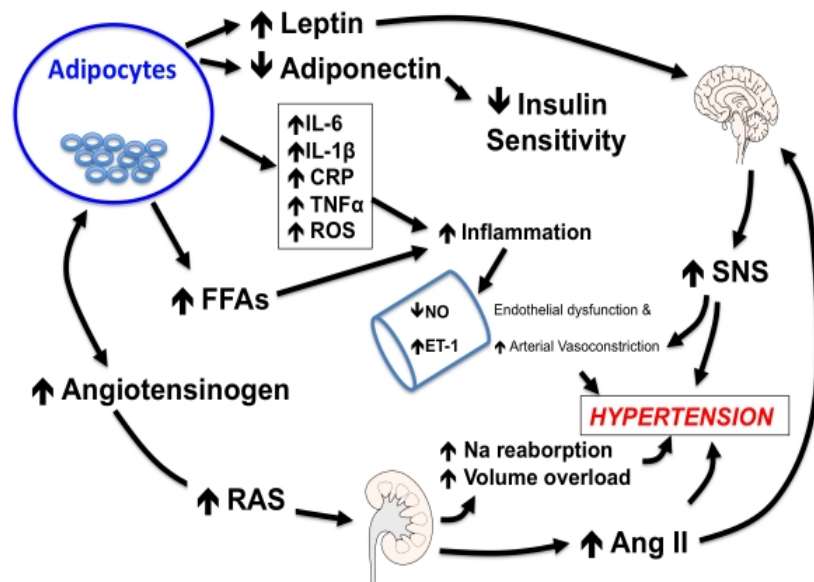 ↑ Leptin
Adipocytes
↓ Adiponectin
↓ Insulin
Sensitivity
↑IL-6
↑IL-1β
↑ CRP
↑ TNFα
↑ ROS
↑ Inflammation
↑ SNS
↑ FFAs
↓NO
Endothelial dysfunction &
↑ET-1
↑ Arterial Vasoconstriction
↑ Angiotensinogen
HYPERTENSION
↑ Na reaborption
↑ Volume overload
↑ RAS
↑ Ang II